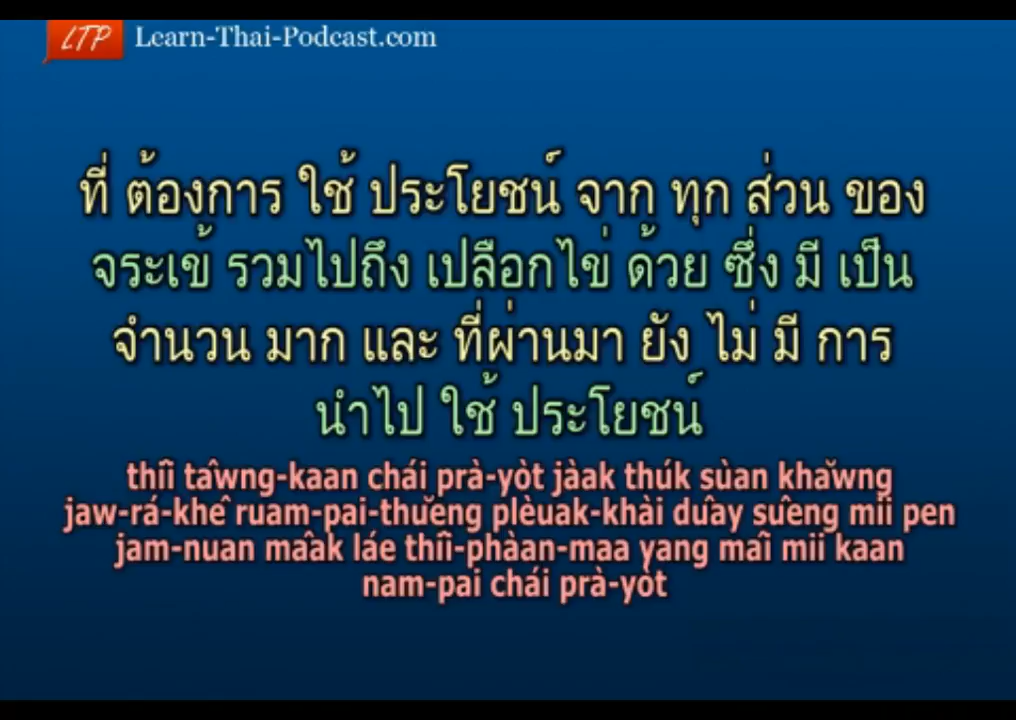 LTP Learn-Thai-Podcast.com
ที่ ต้องการ ใช้ ประโยชน์ จาก ทุก ส่วน ของ
จระเข้ รวมไปถึง เปลือกไข่ ด้วย ซึ่ง มี เป็น
จำนวน มาก และ ที่ผ่านมา ยัง ไม่ มี การ
นำไป ใช้ ประโยชน์
thîi tâwng-kaan chái prà-yòt jàak thúk sùan khǎwng
jaw-rá-khê ruam-pai-thǔeng plèuak-khài dûay sûeng mii pen
jam-nuan mâak láe thîi-phàan-maa yang mâi mii kaan
nam-pai chái prà-yòt